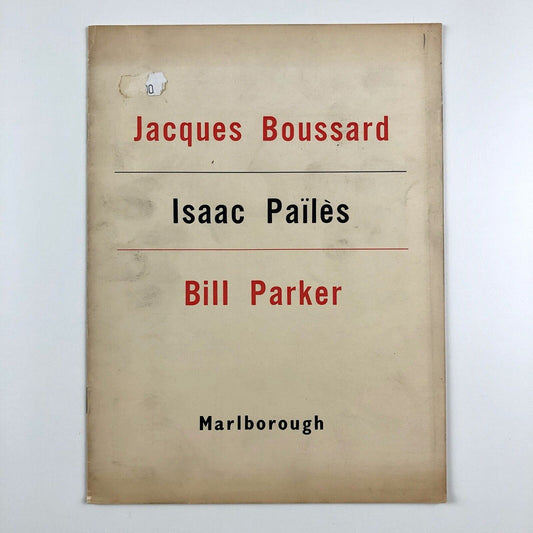 Jacques Boussard
Isaac Païlès
Bill Parker
Marlborough